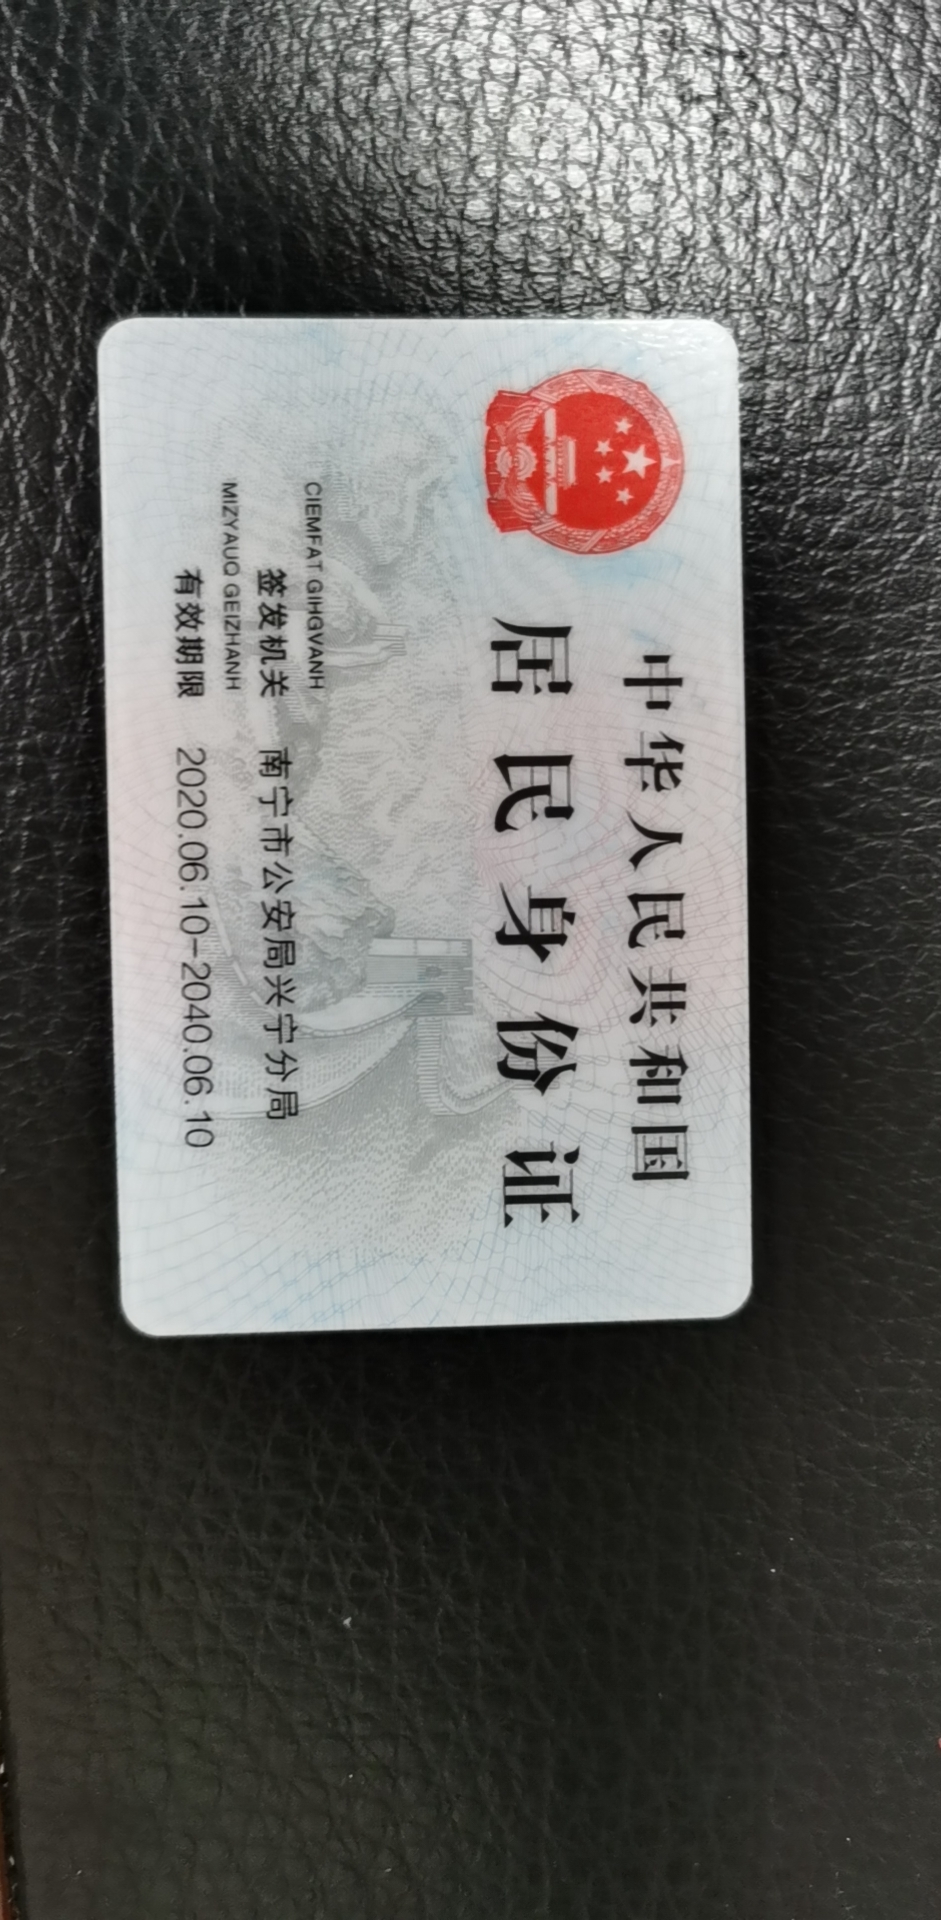 中华人民共和国
居民身份证
CIEMFAT GIHGVANH
签发机关 南宁市公安局兴宁分局
MIZYAUQ GEIZHANH
有效期限 2020.06.10-2040.06.10